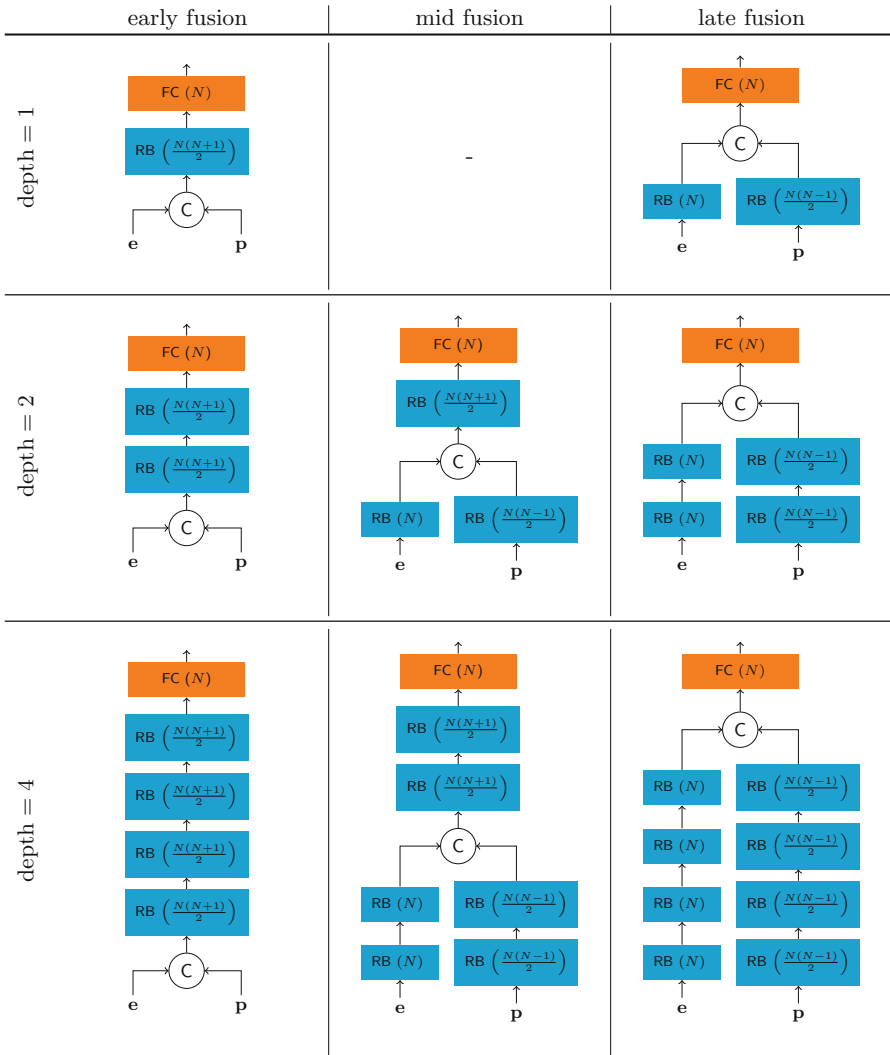 early fusion mid fusion late fusion
depth = 1
FC (N)
RB (N(N+1)/2)
C
e p
-
FC (N)
C
RB (N) RB (N(N−1)/2)
e p
depth = 2
FC (N)
RB (N(N+1)/2)
RB (N(N+1)/2)
C
e p
FC (N)
RB (N(N+1)/2)
C
RB (N) RB (N(N−1)/2)
e p
FC (N)
C
RB (N) RB (N(N−1)/2)
RB (N) RB (N(N−1)/2)
e p
depth = 4
FC (N)
RB (N(N+1)/2)
RB (N(N+1)/2)
RB (N(N+1)/2)
RB (N(N+1)/2)
C
e p
FC (N)
RB (N(N+1)/2)
RB (N(N+1)/2)
C
RB (N) RB (N(N−1)/2)
RB (N) RB (N(N−1)/2)
e p
FC (N)
C
RB (N) RB (N(N−1)/2)
RB (N) RB (N(N−1)/2)
RB (N) RB (N(N−1)/2)
RB (N) RB (N(N−1)/2)
e p